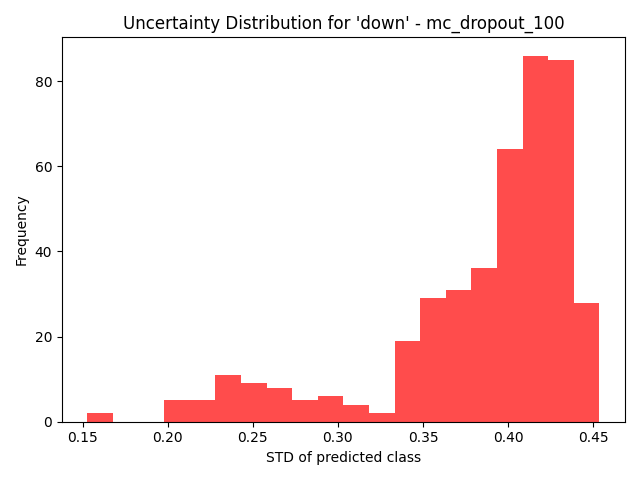 Uncertainty Distribution for 'down' - mc_dropout_100
Frequency
80
60
40
20
0
0.15 0.20 0.25 0.30 0.35 0.40 0.45
STD of predicted class